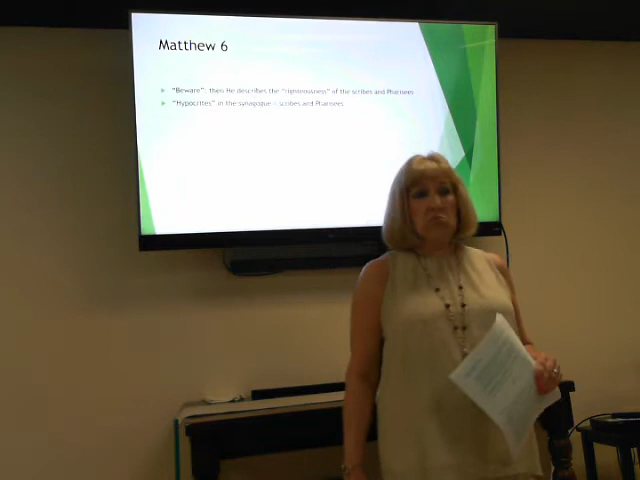 Matthew 6
"Beware", then He describes the "righteousness" of the scribes and Pharisees
"Hypocrites" in the synagogue – scribes and Pharisees